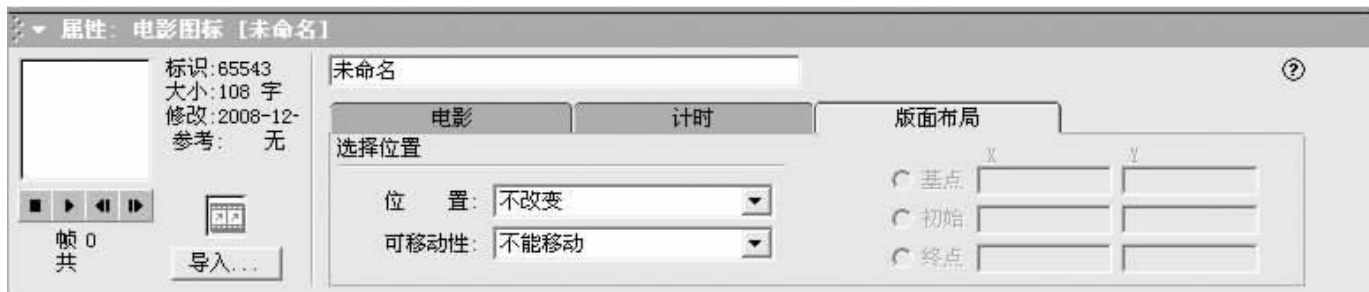 属性: 电影图标 [未命名]
标识:65543
大小:108 字
修改:2008-12-
参考: 无
帧 0
共
导入...
未命名
电影 计时 版面布局
选择位置
位 置: 不改变
可移动性: 不能移动
X Y
基点
初始
终点